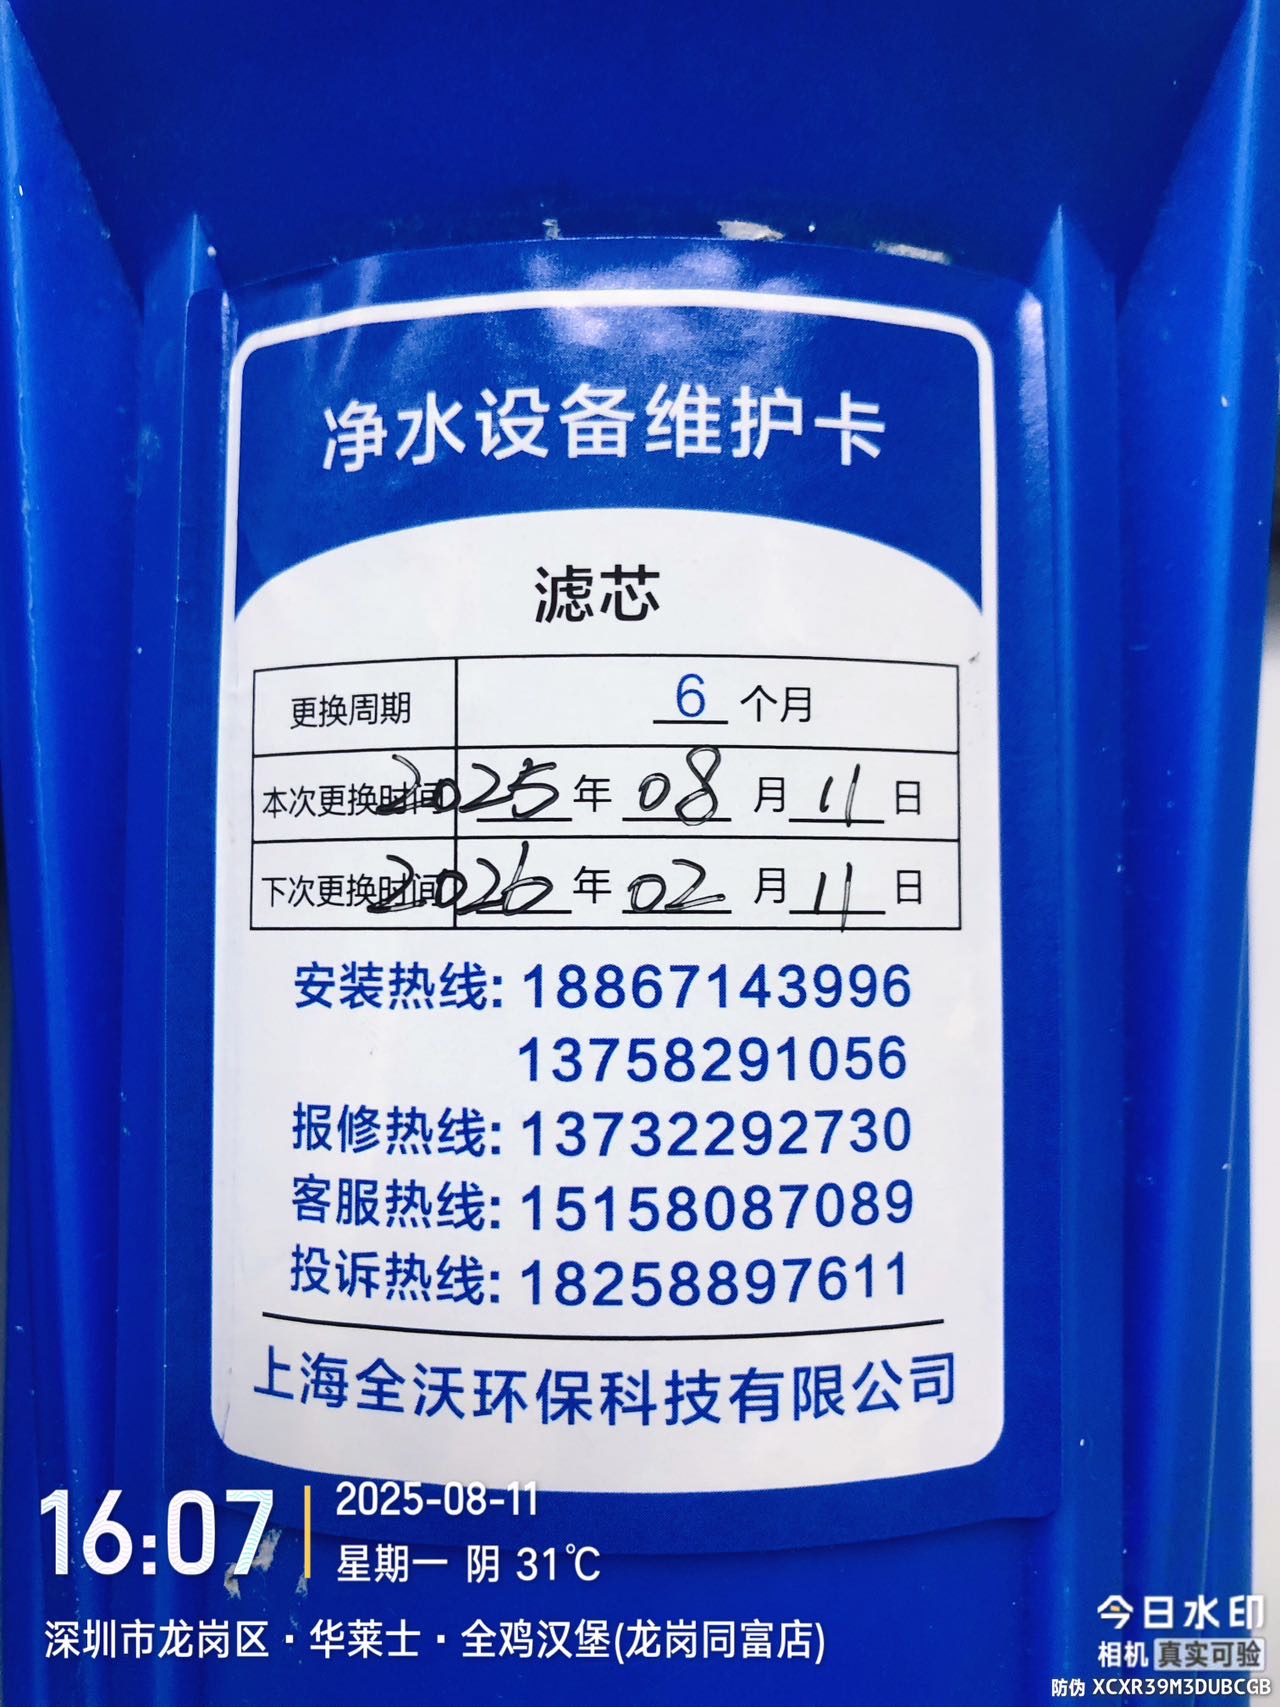 净水设备维护卡
滤芯
更换周期 6 个月
本次更换时间 2025 年 08 月 11 日
下次更换时间 2026 年 02 月 11 日
安装热线: 18867143996
13758291056
报修热线: 13732292730
客服热线: 15158087089
投诉热线: 18258897611
上海全沃环保科技有限公司
16:07
2025-08-11
星期一 阴 31℃
深圳市龙岗区·华莱士·全鸡汉堡(龙岗同富店)
今日水印
相机 真实可验
防伪 XCXR39M3DUBCGB